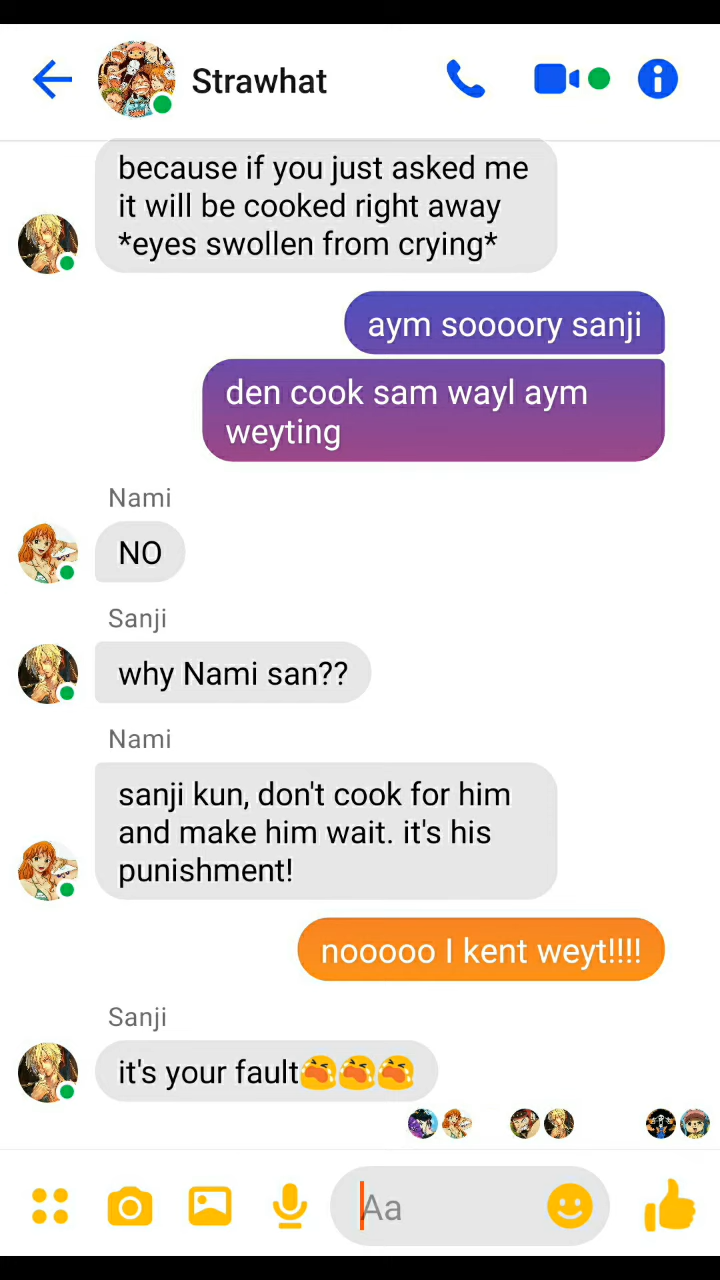 Strawhat
because if you just asked me
it will be cooked right away
*eyes swollen from crying*
aym soooory sanji
den cook sam wayl aym
weyting
Nami
NO
Sanji
why Nami san??
Nami
sanji kun, don't cook for him
and make him wait. it's his
punishment!
nooooo I kent weyt!!!!
Sanji
it's your fault😭😭😭
Aa